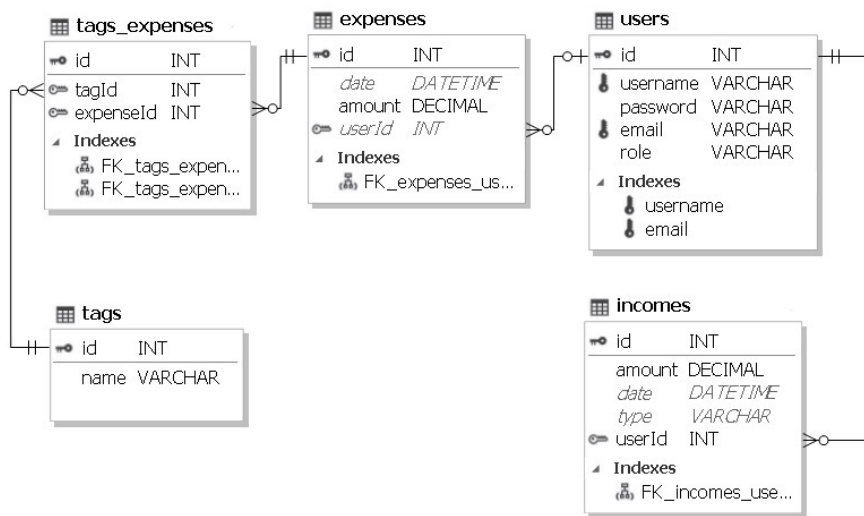 tags_expenses
id INT
tagId INT
expenseId INT
Indexes
FK_tags_expen...
FK_tags_expen...
expenses
id INT
date DATETIME
amount DECIMAL
userId INT
Indexes
FK_expenses_us...
users
id INT
username VARCHAR
password VARCHAR
email VARCHAR
role VARCHAR
Indexes
username
email
tags
id INT
name VARCHAR
incomes
id INT
amount DECIMAL
date DATETIME
type VARCHAR
userId INT
Indexes
FK_incomes_use...